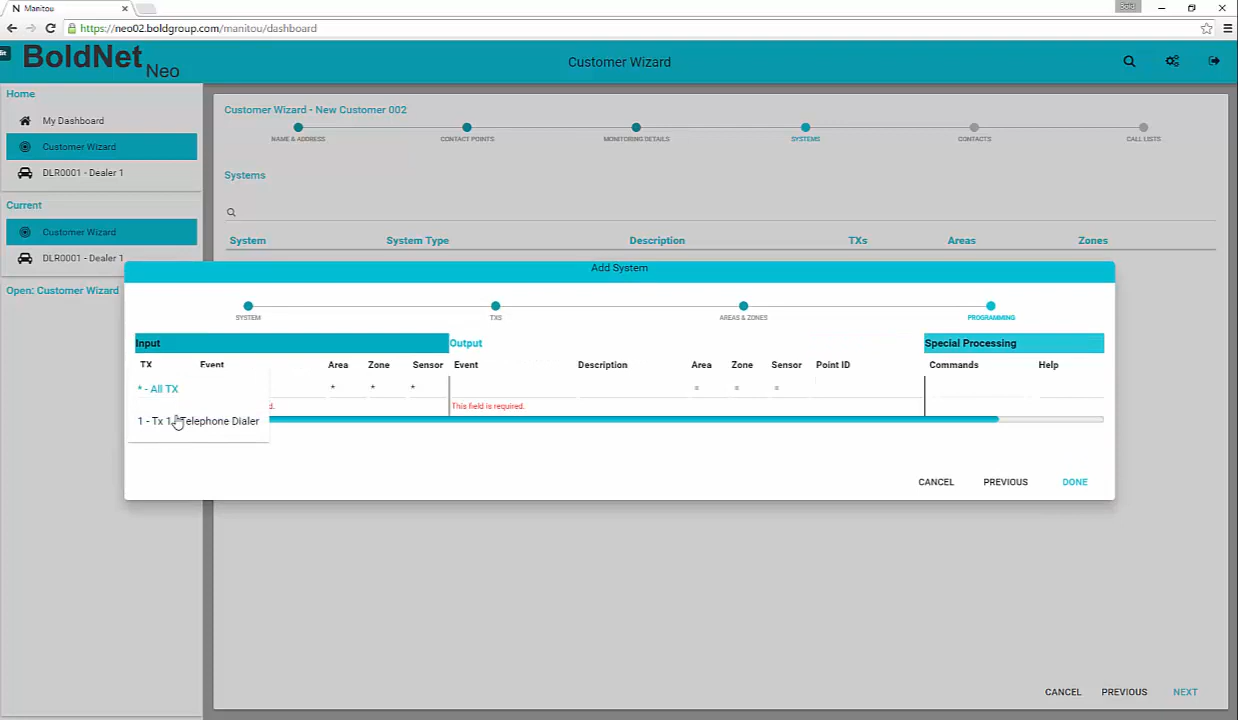 Manitou
Bold
https://neo02.boldgroup.com/manitou/dashboard
BoldNet Neo
Customer Wizard
Home
My Dashboard
Customer Wizard
DLR0001 - Dealer 1
Current
Customer Wizard
DLR0001 - Dealer 1
Open: Customer Wizard
Customer Wizard - New Customer 002
NAME & ADDRESS CONTACT POINTS MONITORING DETAILS SYSTEMS CONTACTS CALL LISTS
Systems
System System Type Description TXs Areas Zones
Add System
SYSTEM TXS AREAS & ZONES PROGRAMMING
Input Output Special Processing
TX Event Area Zone Sensor Event Description Area Zone Sensor Point ID Commands Help
* - All TX * * * = = =
d. This field is required.
1 - Tx 1 Telephone Dialer
CANCEL PREVIOUS DONE
CANCEL PREVIOUS NEXT